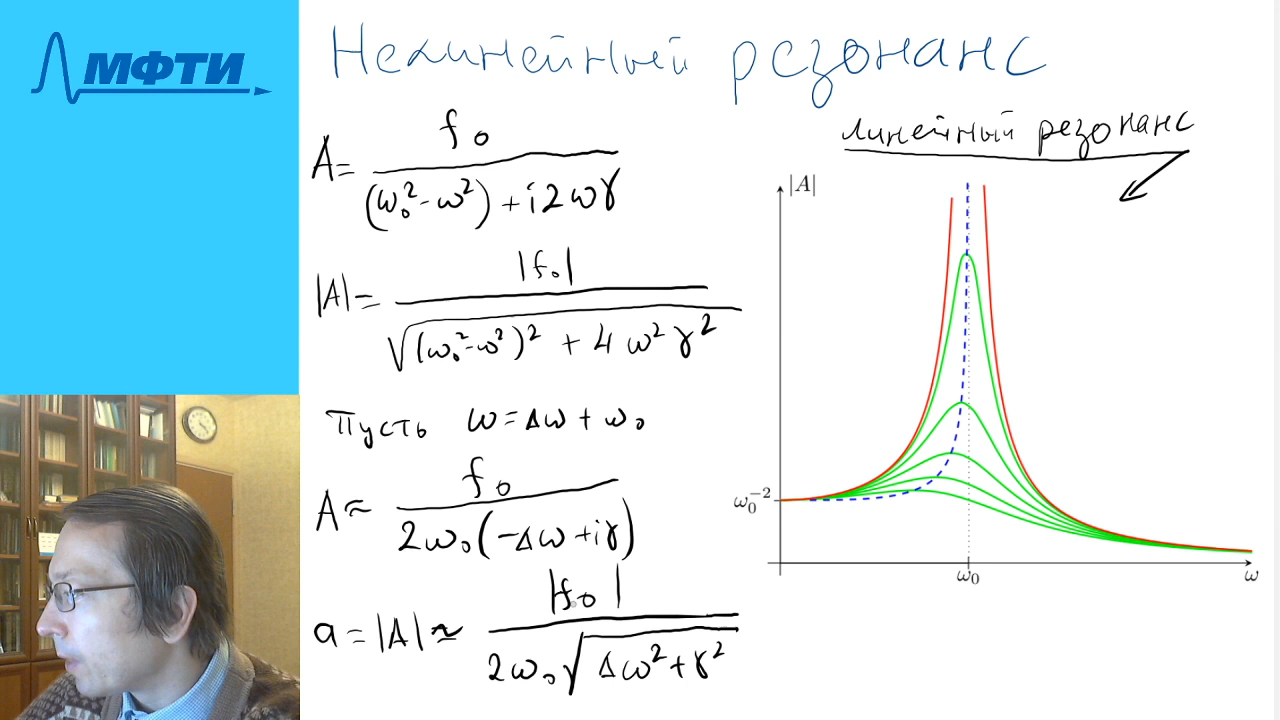 МФТИ
Нелинейный резонанс
A = f₀ / ((ω₀² - ω²) + i2ωγ)
|A| = |f₀| / √((ω₀² - ω²)² + 4ω²γ²)
Пусть ω = Δω + ω₀
A ≈ f₀ / (2ω₀(-Δω + iγ))
a = |A| ≈ |f₀| / (2ω₀√(Δω² + γ²))
линейный резонанс
|A|
ω₀⁻²
ω₀
ω